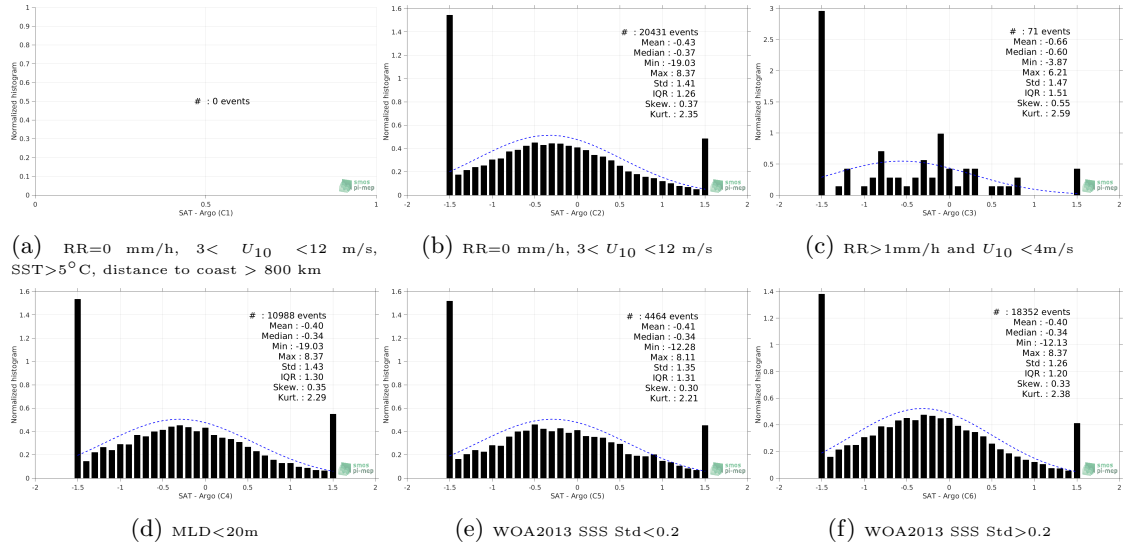 1
0.9
0.8
0.7
0.6
0.5
0.4
0.3
0.2
0.1
0
Normalized histogram
# : 0 events
0 0.5 1
SAT - Argo (C1)
smos
pi-mep
(a) RR=0 mm/h, 3< U10 <12 m/s,
SST>5°C, distance to coast > 800 km
1.6
1.4
1.2
1
0.8
0.6
0.4
0.2
0
Normalized histogram
# : 20431 events
Mean : -0.43
Median : -0.37
Min : -19.03
Max : 8.37
Std : 1.41
IQR : 1.26
Skew. : 0.37
Kurt. : 2.35
-2 -1.5 -1 -0.5 0 0.5 1 1.5 2
SAT - Argo (C2)
smos
pi-mep
(b) RR=0 mm/h, 3< U10 <12 m/s
3
2.5
2
1.5
1
0.5
0
Normalized histogram
# : 71 events
Mean : -0.66
Median : -0.60
Min : -3.87
Max : 6.21
Std : 1.47
IQR : 1.51
Skew. : 0.55
Kurt. : 2.59
-2 -1.5 -1 -0.5 0 0.5 1 1.5 2
SAT - Argo (C3)
smos
pi-mep
(c) RR>1mm/h and U10 <4m/s
1.6
1.4
1.2
1
0.8
0.6
0.4
0.2
0
Normalized histogram
# : 10988 events
Mean : -0.40
Median : -0.34
Min : -19.03
Max : 8.37
Std : 1.43
IQR : 1.30
Skew. : 0.35
Kurt. : 2.29
-2 -1.5 -1 -0.5 0 0.5 1 1.5 2
SAT - Argo (C4)
smos
pi-mep
(d) MLD<20m
1.6
1.4
1.2
1
0.8
0.6
0.4
0.2
0
Normalized histogram
# : 4464 events
Mean : -0.41
Median : -0.34
Min : -12.28
Max : 8.11
Std : 1.35
IQR : 1.31
Skew. : 0.30
Kurt. : 2.21
-2 -1.5 -1 -0.5 0 0.5 1 1.5 2
SAT - Argo (C5)
smos
pi-mep
(e) WOA2013 SSS Std<0.2
1.4
1.2
1
0.8
0.6
0.4
0.2
0
Normalized histogram
# : 18352 events
Mean : -0.40
Median : -0.34
Min : -12.13
Max : 8.37
Std : 1.26
IQR : 1.20
Skew. : 0.33
Kurt. : 2.38
-2 -1.5 -1 -0.5 0 0.5 1 1.5 2
SAT - Argo (C6)
smos
pi-mep
(f) WOA2013 SSS Std>0.2